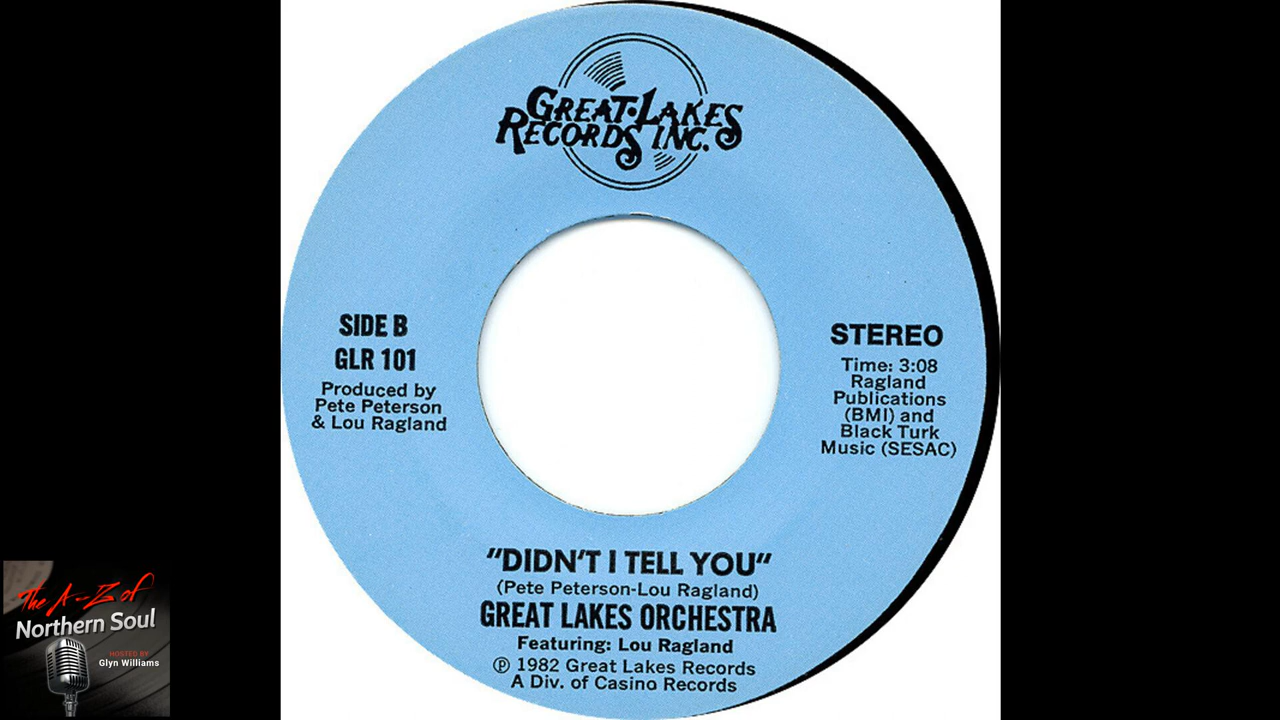 GREAT·LAKES
RECORDS INC.
SIDE B
GLR 101
Produced by
Pete Peterson
& Lou Ragland
STEREO
Time: 3:08
Ragland
Publications
(BMI) and
Black Turk
Music (SESAC)
"DIDN'T I TELL YOU"
(Pete Peterson-Lou Ragland)
GREAT LAKES ORCHESTRA
Featuring: Lou Ragland
Ⓟ 1982 Great Lakes Records
A Div. of Casino Records
The A-Z of
Northern Soul
HOSTED BY
Glyn Williams